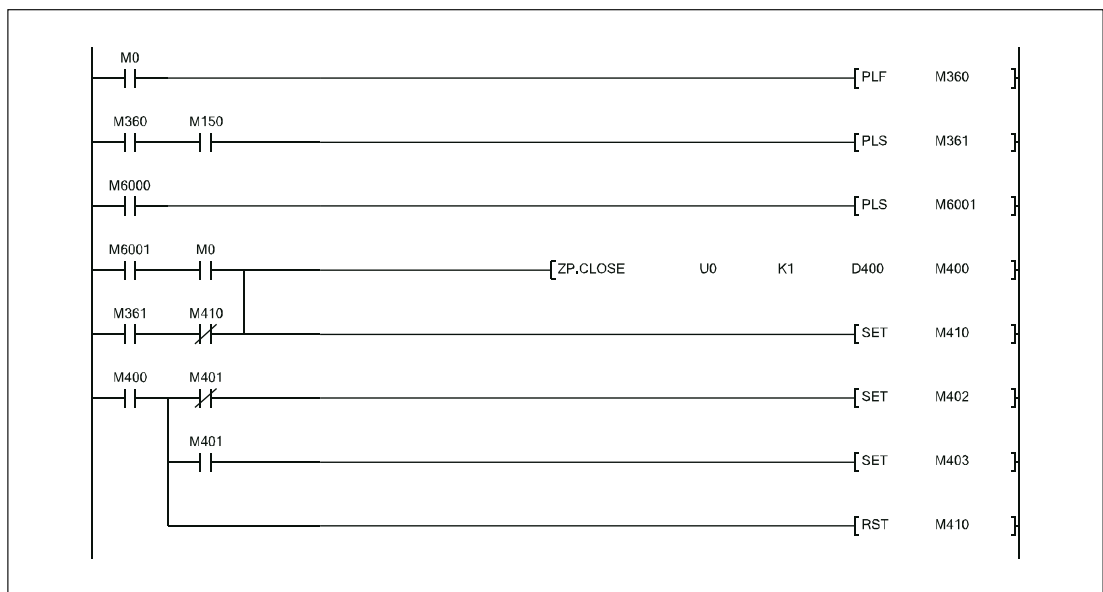 M0
PLF M360
M360 M150
PLS M361
M6000
PLS M6001
M6001 M0
ZP.CLOSE U0 K1 D400 M400
M361 M410
SET M410
M400 M401
SET M402
M401
SET M403
RST M410